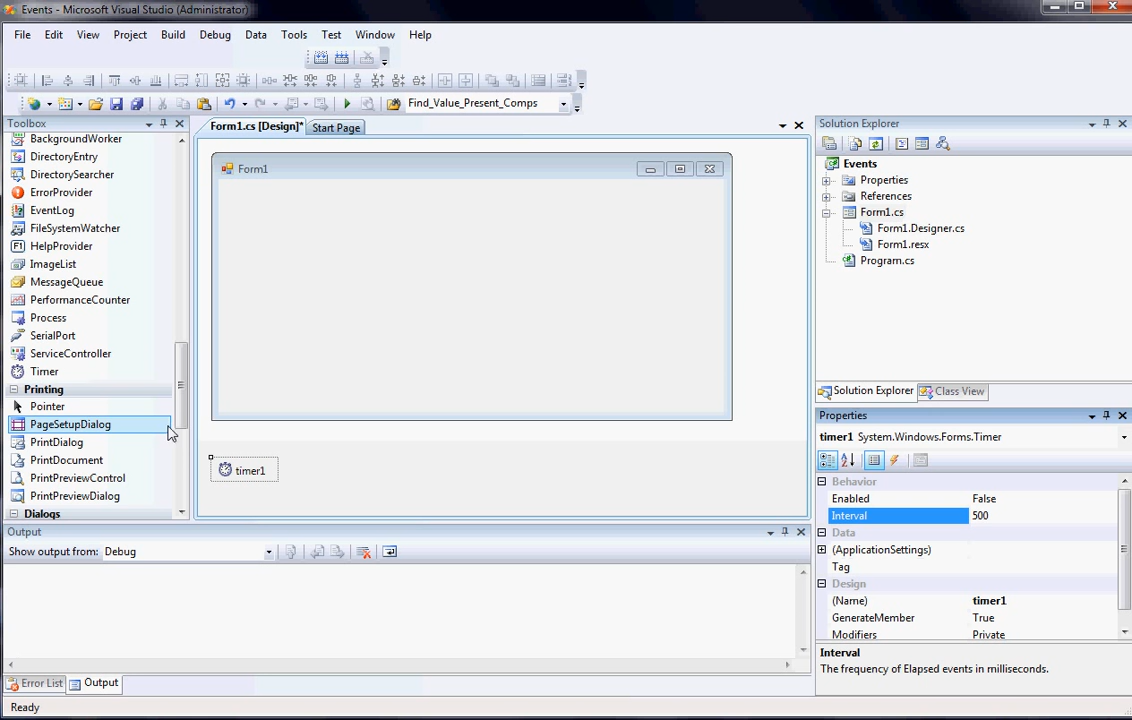 Events - Microsoft Visual Studio (Administrator)
File Edit View Project Build Debug Data Tools Test Window Help
Find_Value_Present_Comps
Toolbox
BackgroundWorker
DirectoryEntry
DirectorySearcher
ErrorProvider
EventLog
FileSystemWatcher
HelpProvider
ImageList
MessageQueue
PerformanceCounter
Process
SerialPort
ServiceController
Timer
Printing
Pointer
PageSetupDialog
PrintDialog
PrintDocument
PrintPreviewControl
PrintPreviewDialog
Dialogs
Form1.cs [Design]* Start Page
Form1
timer1
Solution Explorer
Events
Properties
References
Form1.cs
Form1.Designer.cs
Form1.resx
Program.cs
Solution Explorer Class View
Properties
timer1 System.Windows.Forms.Timer
Behavior
Enabled False
Interval 500
Data
(ApplicationSettings)
Tag
Design
(Name) timer1
GenerateMember True
Modifiers Private
Interval
The frequency of Elapsed events in milliseconds.
Output
Show output from: Debug
Error List Output
Ready